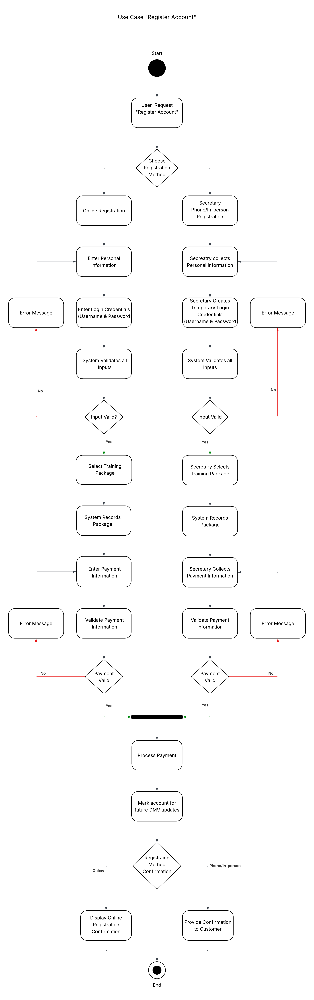 Use Case "Register Account"
Start
User Request
"Register Account"
Choose
Registration
Method
Online Registration
Secretary
Phone/In-person
Registration
Enter Personal
Information
Secreatry collects
Personal Information
Error Message
Enter Login Credentials
(Username & Password
Secretary Creates
Temporary Login
Credentials
(Username & Password
Error Message
System Validates all
Inputs
System Validates all
Inputs
No
No
Input Valid?
Input Valid
Yes
Yes
Select Training
Package
Secretary Selects
Training Package
System Records
Package
System Records
Package
Enter Payment
Information
Secretary Collects
Payment Information
Error Message
Validate Payment
Information
Validate Payment
Information
Error Message
No
Payment
Valid
Payment
Valid
No
Yes
Yes
Process Payment
Mark account for
future DMV updates
Registraion
Method
Confirmation
Online
Phone/In-person
Display Online
Registration
Confirmation
Provide Confirmation
to Customer
End